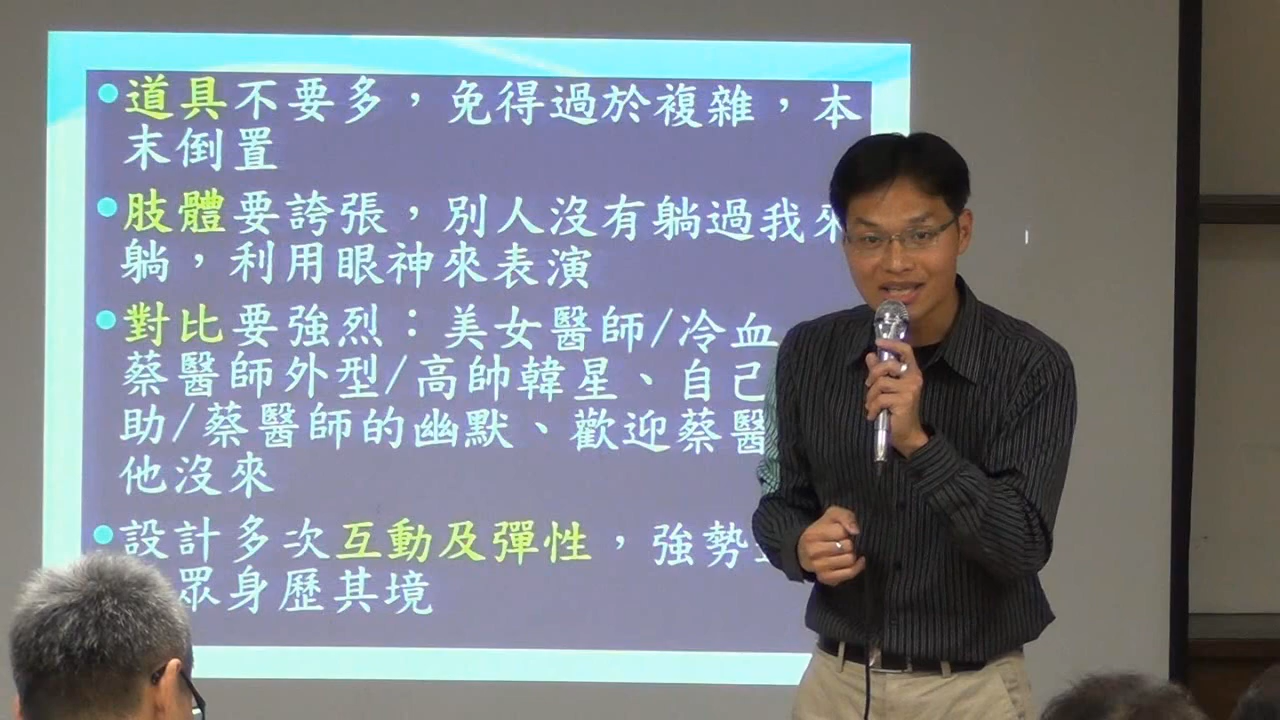 道具不要多，免得過於複雜，本
末倒置
肢體要誇張，別人沒有躺過我來
躺，利用眼神來表演
對比要強烈：美女醫師/冷血
蔡醫師外型/高帥韓星、自己
助/蔡醫師的幽默、歡迎蔡醫
他沒來
設計多次互動及彈性，強勢
眾身歷其境